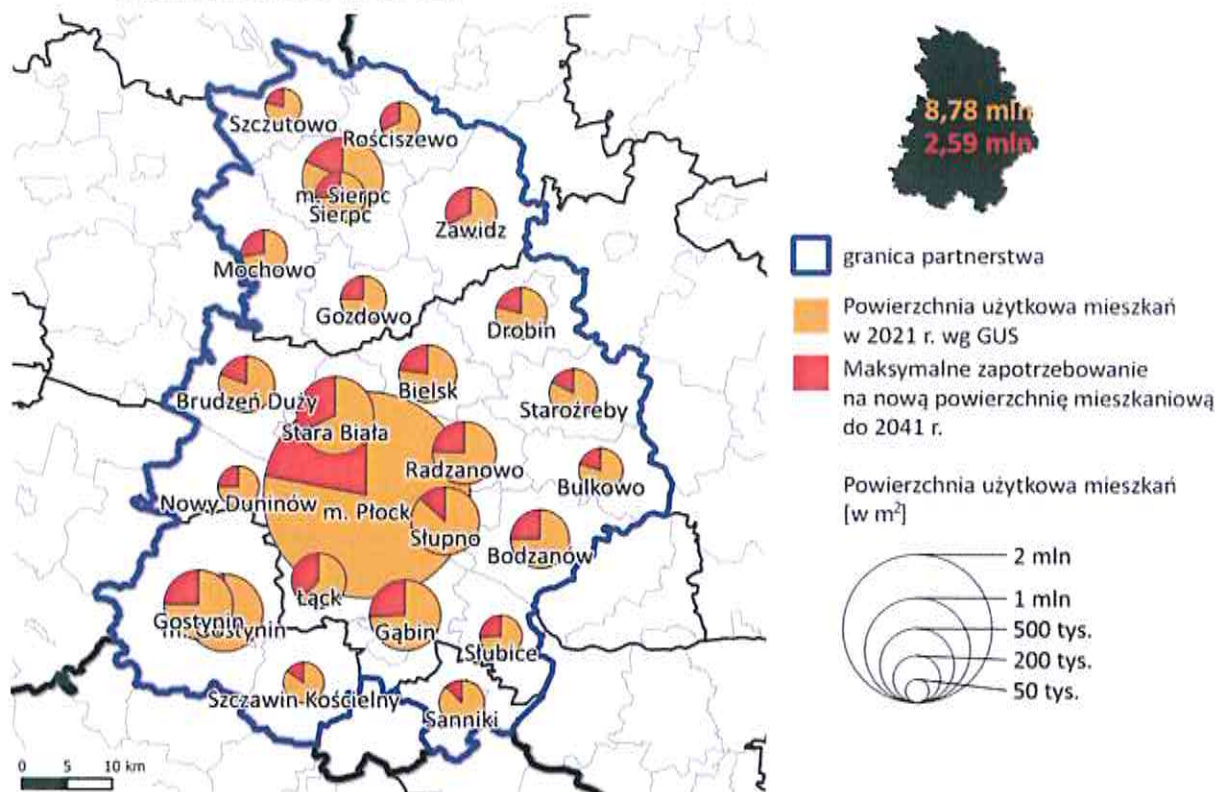 Szczutowo
Rościszewo
m. Sierpc
Sierpc
Zawidz
Mochowo
Gozdowo
Drobin
Brudzeń Duży
Bielsk
Staroźreby
Stara Biała
Radzanowo
Bulkowo
Nowy Duninów
m. Płock
Słupno
Bodzanów
Łąck
Gostynin
m. Gostynin
Gąbin
Słubice
Szczawin Kościelny
Sanniki
0 5 10 km
8,78 mln
2,59 mln
granica partnerstwa
Powierzchnia użytkowa mieszkań
w 2021 r. wg GUS
Maksymalne zapotrzebowanie
na nową powierzchnię mieszkaniową
do 2041 r.
Powierzchnia użytkowa mieszkań
[w m²]
2 mln
1 mln
500 tys.
200 tys.
50 tys.